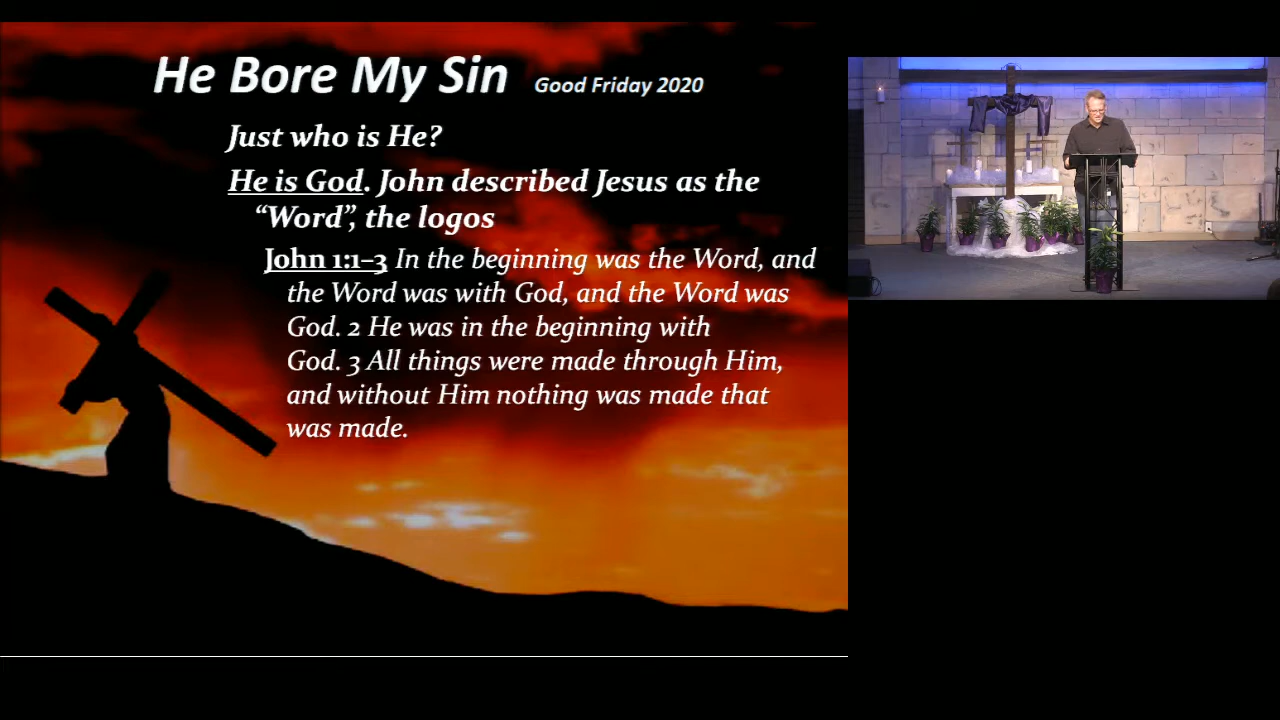 He Bore My Sin Good Friday 2020
Just who is He?
He is God. John described Jesus as the
“Word”, the logos
John 1:1–3 In the beginning was the Word, and
the Word was with God, and the Word was
God. 2 He was in the beginning with
God. 3 All things were made through Him,
and without Him nothing was made that
was made.